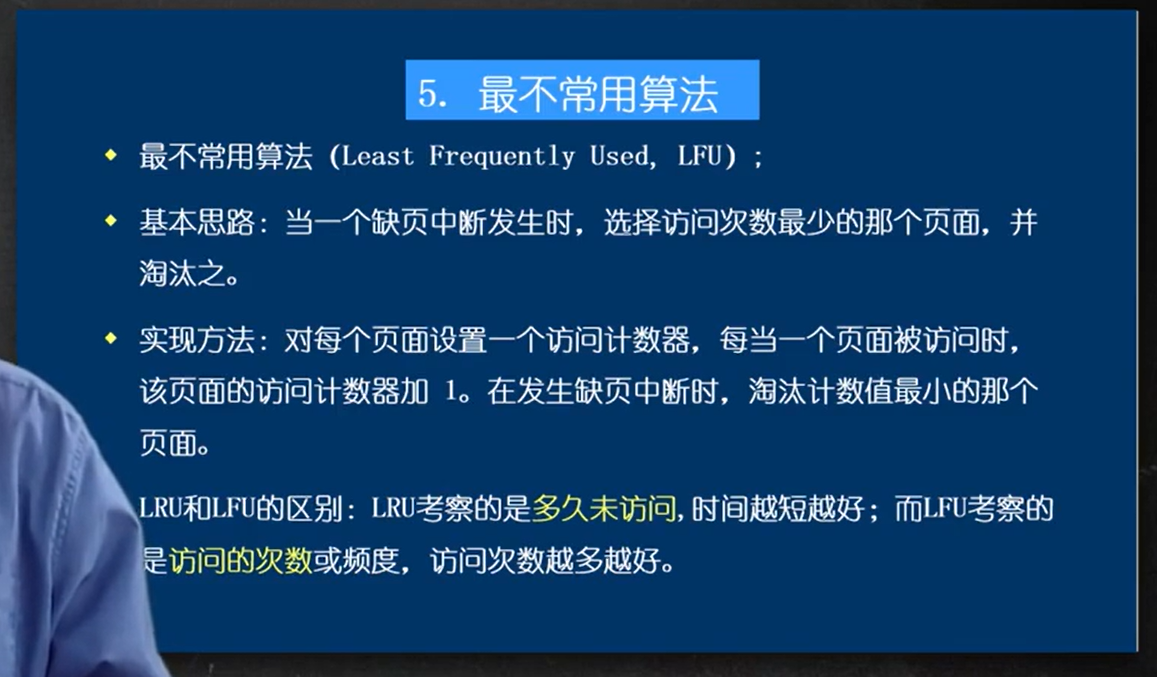 5. 最不常用算法
最不常用算法（Least Frequently Used, LFU）;
基本思路：当一个缺页中断发生时，选择访问次数最少的那个页面，并
淘汰之。
实现方法：对每个页面设置一个访问计数器，每当一个页面被访问时，
该页面的访问计数器加 1。在发生缺页中断时，淘汰计数值最小的那个
页面。
LRU和LFU的区别：LRU考察的是多久未访问,时间越短越好；而LFU考察的
是访问的次数或频度，访问次数越多越好。